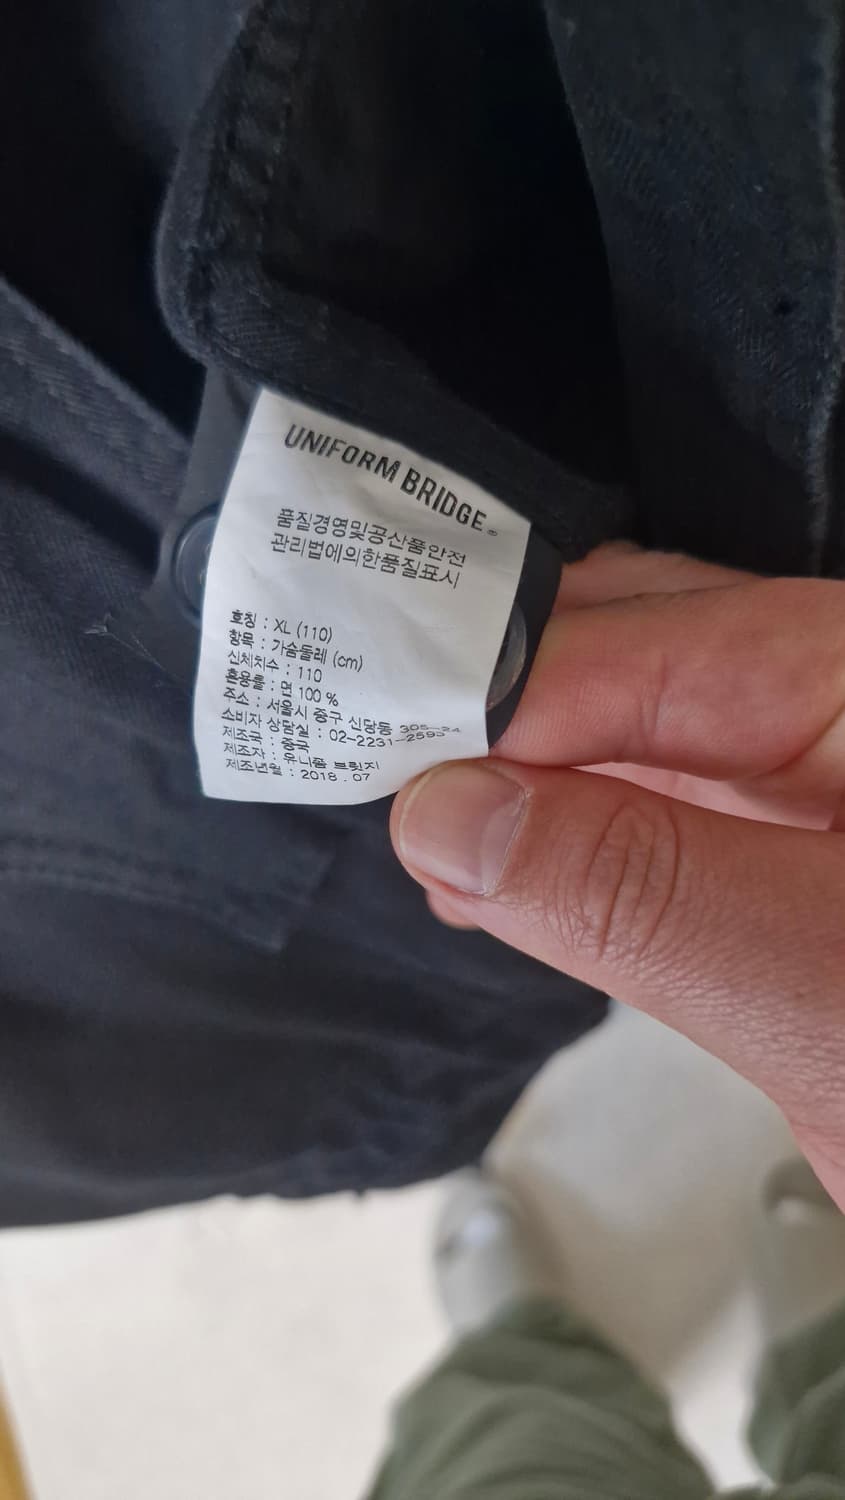 UNIFORM BRIDGE®
품질경영및공산품안전
관리법에의한품질표시
호칭 : XL (110)
항목 : 가슴둘레 (cm)
신체치수 : 110
혼용률 : 면 100 %
주소 : 서울시 중구 신당동 305-24
소비자 상담실 : 02-2231-2593
제조국 : 중국
제조자 : 유니폼 브릿지
제조년월 : 2018 . 07